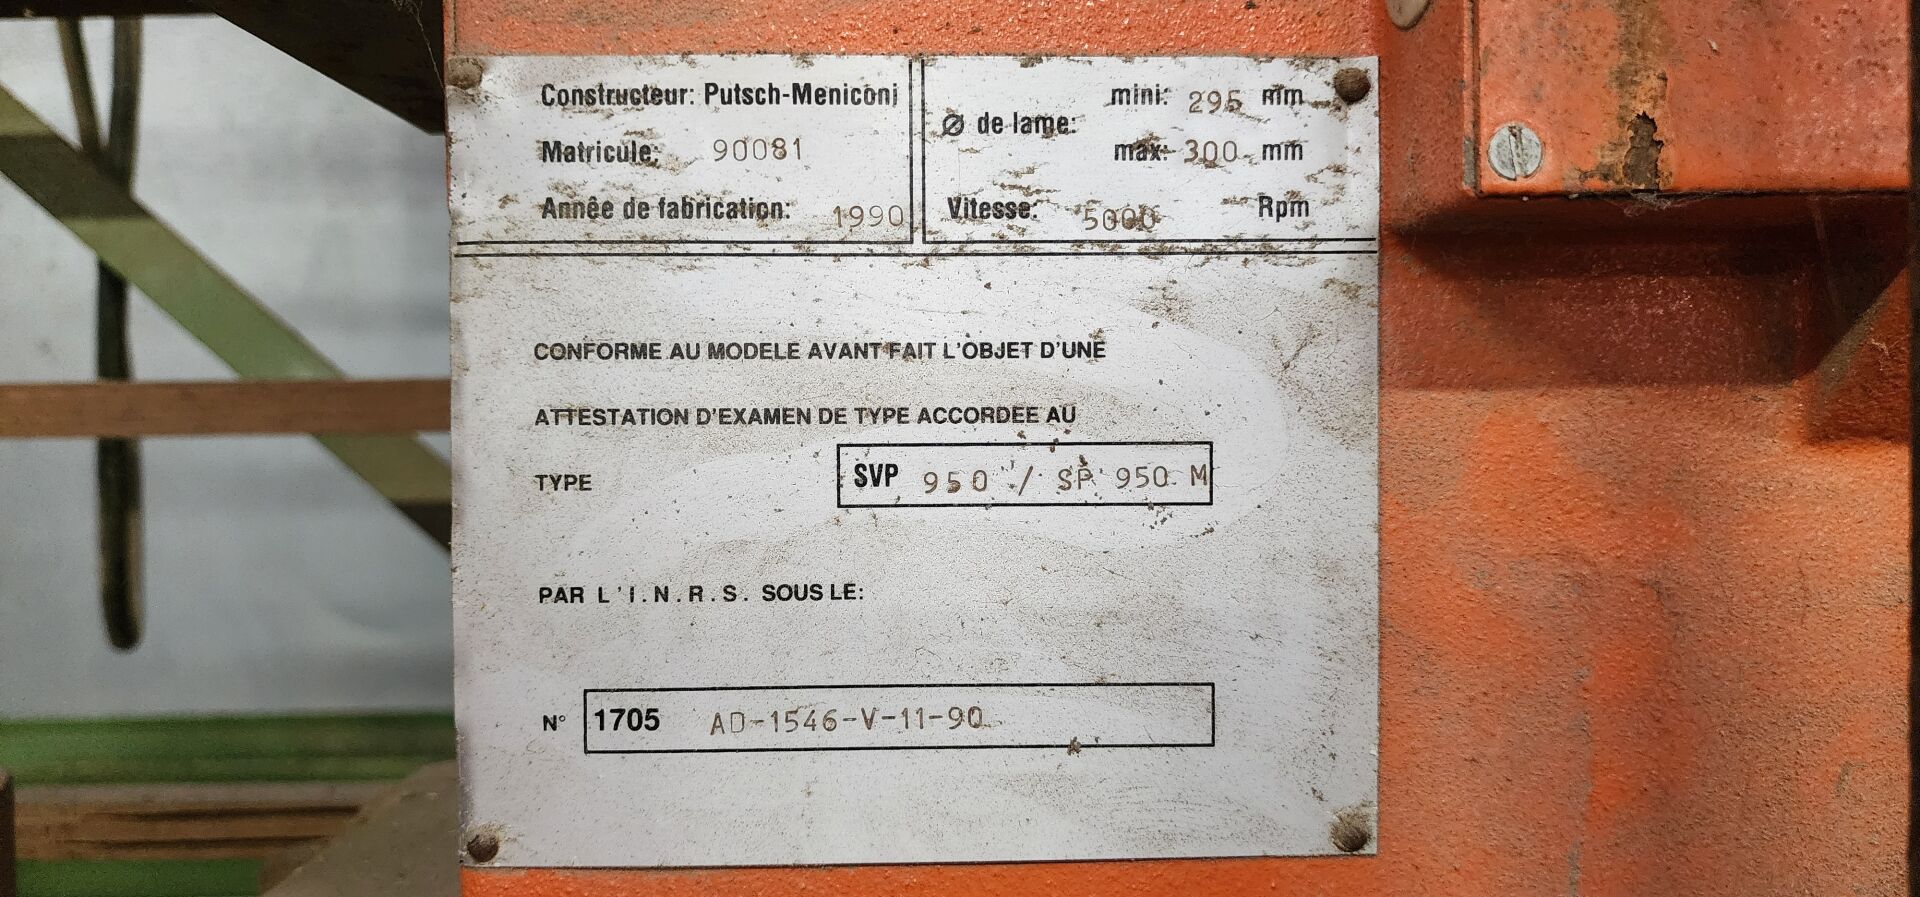 Constructeur: Putsch-Meniconi
Matricule: 90081
Année de fabrication: 1990
Ø de lame:
mini: 295 mm
max: 300 mm
Vitesse: 5000 Rpm
CONFORME AU MODELE AVANT FAIT L'OBJET D'UNE
ATTESTATION D'EXAMEN DE TYPE ACCORDEE AU
TYPE SVP 950 / SP 950 M
PAR L'I.N.R.S. SOUS LE:
N° 1705 AD-1546-V-11-90